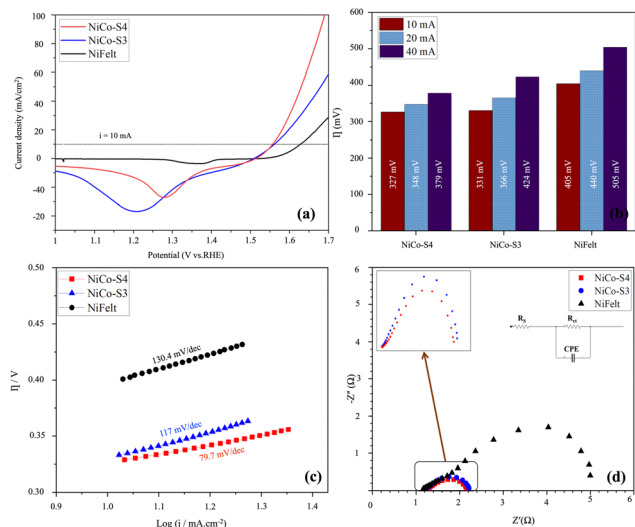 100
80
60
40
20
0
-20
-40
Current density (mA/cm²)
NiCo-S4
NiCo-S3
NiFelt
i = 10 mA
(a)
1 1.1 1.2 1.3 1.4 1.5 1.6 1.7
Potential (V vs.RHE)
600
500
400
300
200
100
0
Ƞ (mV)
10 mA
20 mA
40 mA
327 mV 348 mV 379 mV 331 mV 366 mV 424 mV 405 mV 440 mV 505 mV
(b)
NiCo-S4 NiCo-S3 NiFelt
0.50
0.45
0.40
0.35
0.30
Ƞ / V
NiCo-S4
NiCo-S3
NiFelt
130.4 mV/dec
117 mV/dec
79.7 mV/dec
(c)
0.9 1.0 1.1 1.2 1.3 1.4
Log (j / mA.cm⁻²)
6
5
4
3
2
1
0
-Z" (Ω)
NiCo-S4
NiCo-S3
NiFelt
Rs Rct
CPE
(d)
0 1 2 3 4 5 6
Z'(Ω)